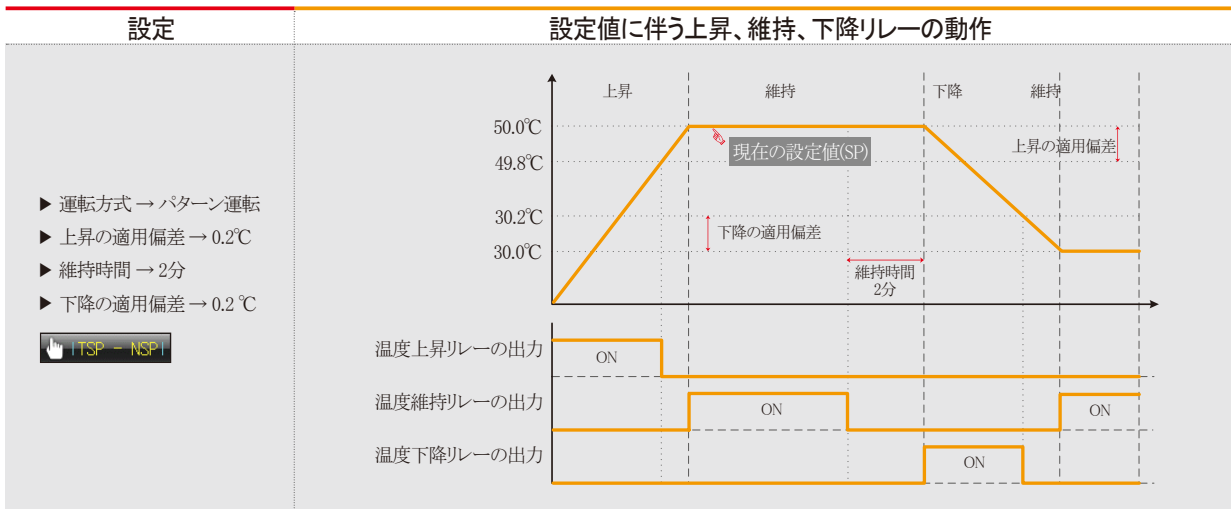 設定
設定値に伴う上昇、維持、下降リレーの動作
▶ 運転方式 → パターン運転
▶ 上昇の適用偏差 → 0.2℃
▶ 維持時間 → 2分
▶ 下降の適用偏差 → 0.2 ℃
|TSP - NSP|
上昇
維持
下降
維持
50.0℃
49.8℃
30.2℃
30.0℃
現在の設定値(SP)
上昇の適用偏差
下降の適用偏差
維持時間
2分
温度上昇リレーの出力
ON
温度維持リレーの出力
ON
ON
温度下降リレーの出力
ON